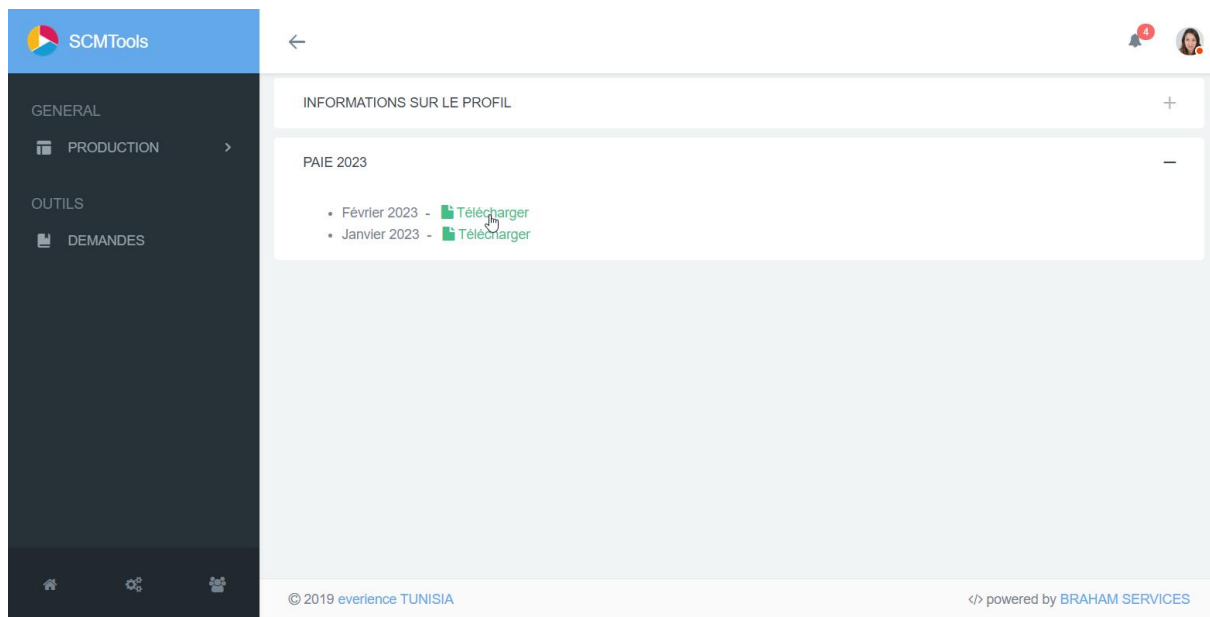 SCMTools
4
GENERAL
PRODUCTION
OUTILS
DEMANDES
INFORMATIONS SUR LE PROFIL
PAIE 2023
Février 2023 - Télécharger
Janvier 2023 - Télécharger
© 2019 everience TUNISIA
</> powered by BRAHAM SERVICES